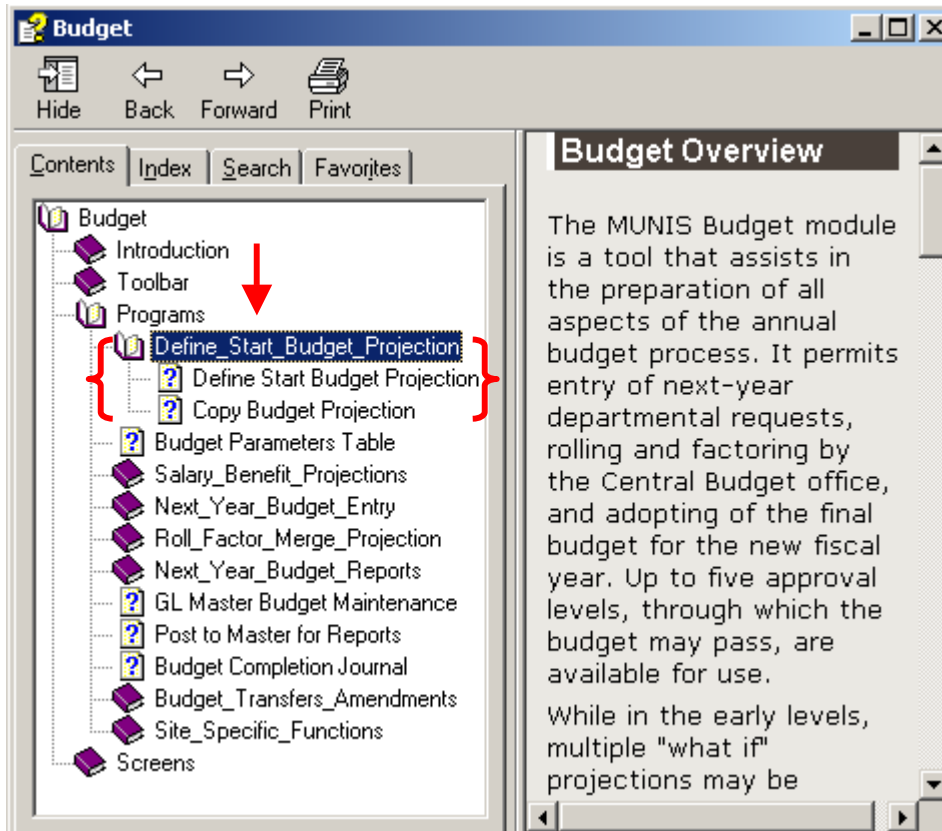 Budget
Hide Back Forward Print
Contents Index Search Favorites
Budget
Introduction
Toolbar
Programs
Define_Start_Budget_Projection
Define Start Budget Projection
Copy Budget Projection
Budget Parameters Table
Salary_Benefit_Projections
Next_Year_Budget_Entry
Roll_Factor_Merge_Projection
Next_Year_Budget_Reports
GL Master Budget Maintenance
Post to Master for Reports
Budget Completion Journal
Budget_Transfers_Amendments
Site_Specific_Functions
Screens
Budget Overview
The MUNIS Budget module
is a tool that assists in
the preparation of all
aspects of the annual
budget process. It permits
entry of next-year
departmental requests,
rolling and factoring by
the Central Budget office,
and adopting of the final
budget for the new fiscal
year. Up to five approval
levels, through which the
budget may pass, are
available for use.
While in the early levels,
multiple "what if"
projections may be